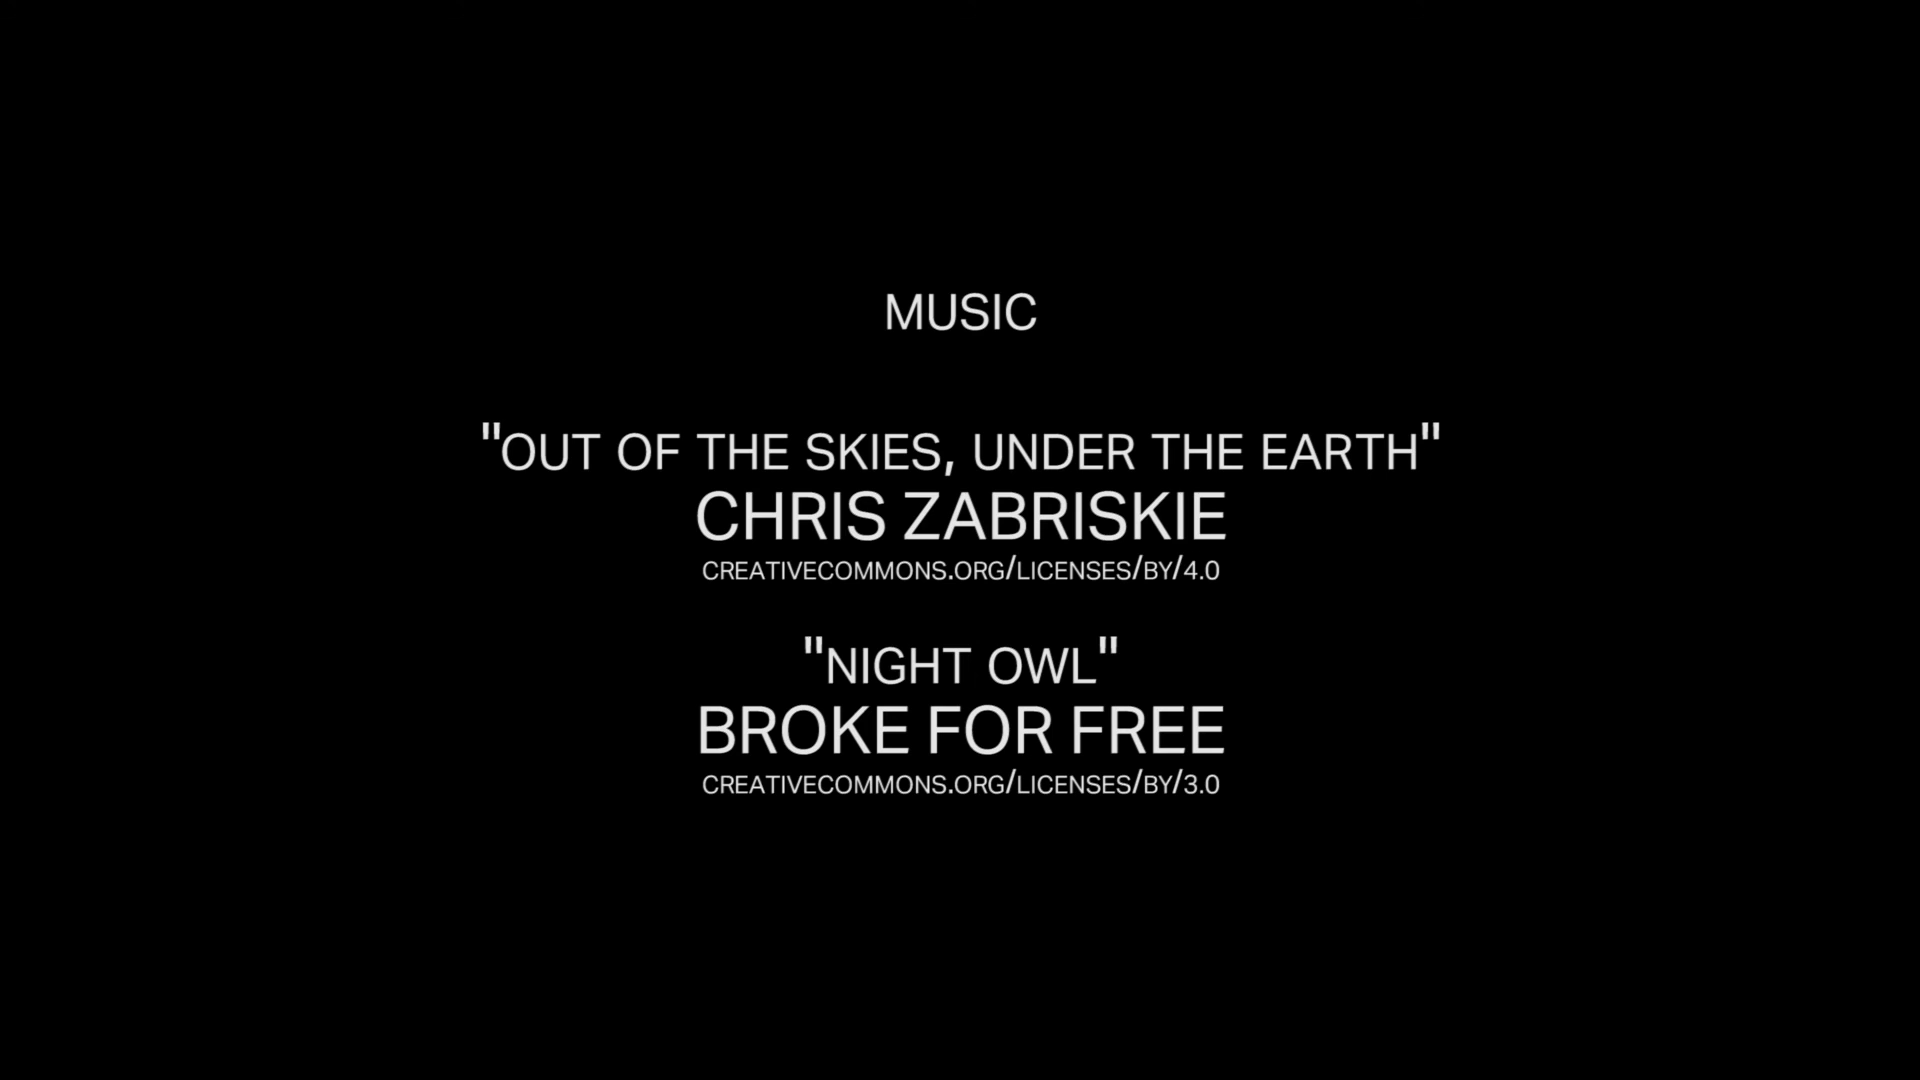 MUSIC
"OUT OF THE SKIES, UNDER THE EARTH"
CHRIS ZABRISKIE
CREATIVECOMMONS.ORG/LICENSES/BY/4.0
"NIGHT OWL"
BROKE FOR FREE
CREATIVECOMMONS.ORG/LICENSES/BY/3.0